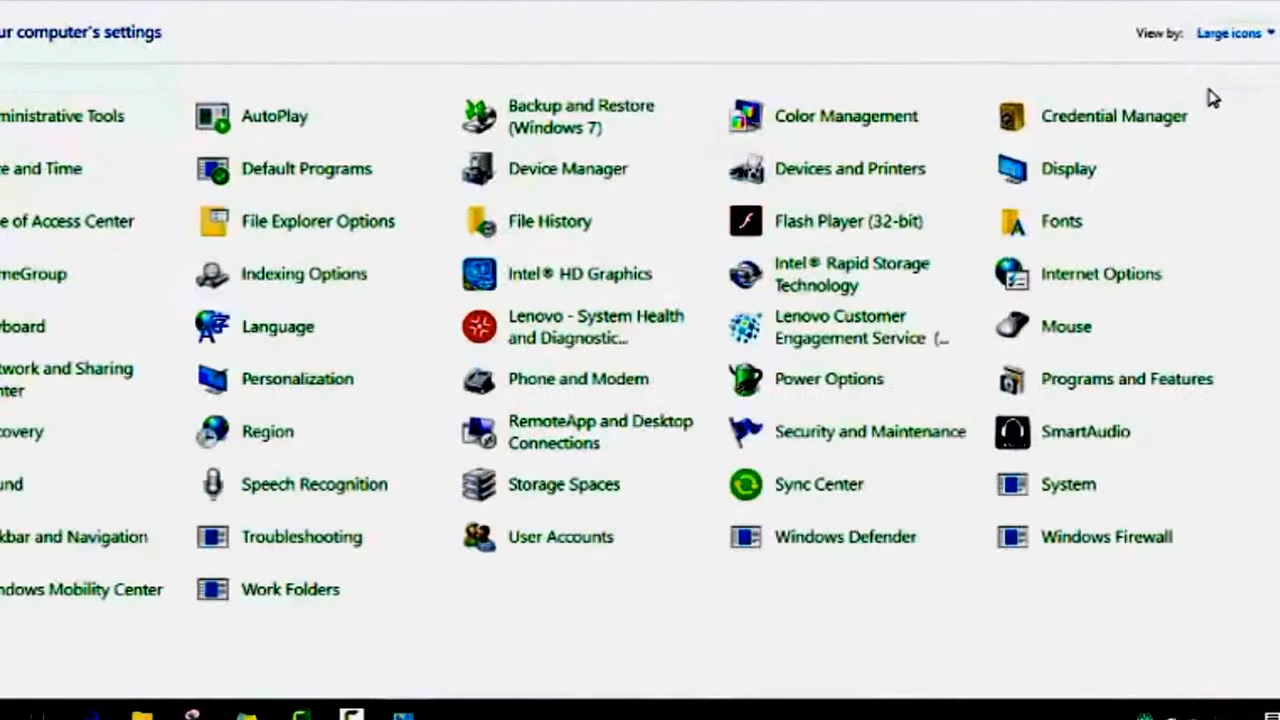 ur computer's settings
View by: Large icons
ministrative Tools
AutoPlay
Backup and Restore
(Windows 7)
Color Management
Credential Manager
e and Time
Default Programs
Device Manager
Devices and Printers
Display
e of Access Center
File Explorer Options
File History
Flash Player (32-bit)
Fonts
meGroup
Indexing Options
Intel® HD Graphics
Intel® Rapid Storage
Technology
Internet Options
board
Language
Lenovo - System Health
and Diagnostic...
Lenovo Customer
Engagement Service (...
Mouse
twork and Sharing
nter
Personalization
Phone and Modem
Power Options
Programs and Features
overy
Region
RemoteApp and Desktop
Connections
Security and Maintenance
SmartAudio
und
Speech Recognition
Storage Spaces
Sync Center
System
kbar and Navigation
Troubleshooting
User Accounts
Windows Defender
Windows Firewall
ndows Mobility Center
Work Folders